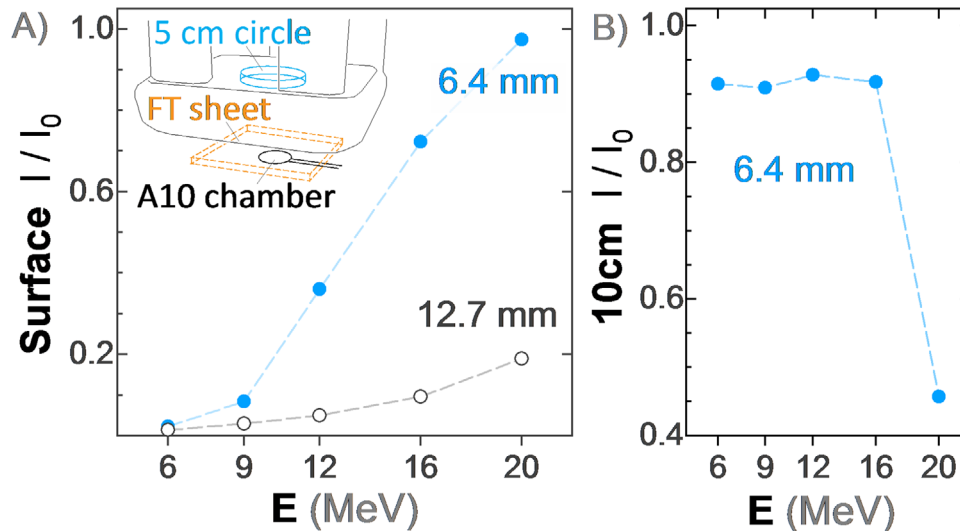 A)
Surface I / I0
1.0
0.6
0.2
5 cm circle
FT sheet
A10 chamber
6.4 mm
12.7 mm
6 9 12 16 20
E (MeV)
B)
10cm I / I0
1.0
0.8
0.6
0.4
6.4 mm
6 9 12 16 20
E (MeV)